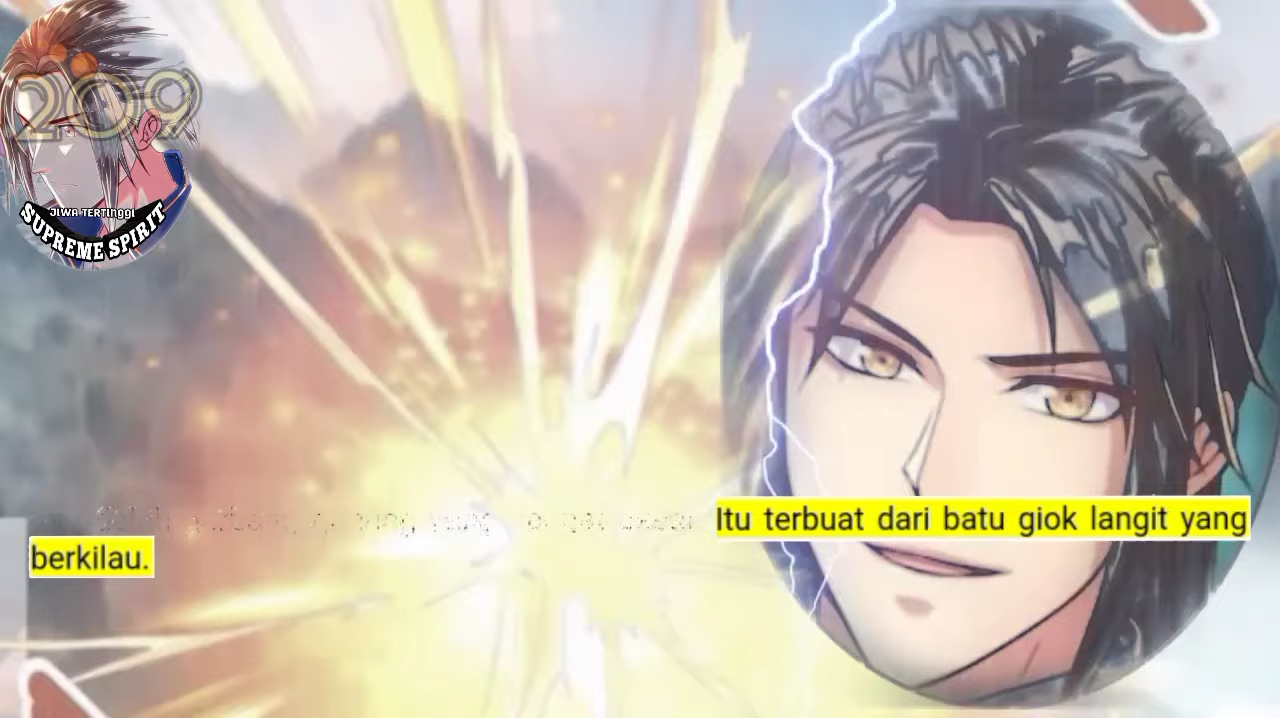 209
JIWA TERTINGGI
SUPREME SPIRIT
Itu terbuat dari batu giok langit yang
berkilau.